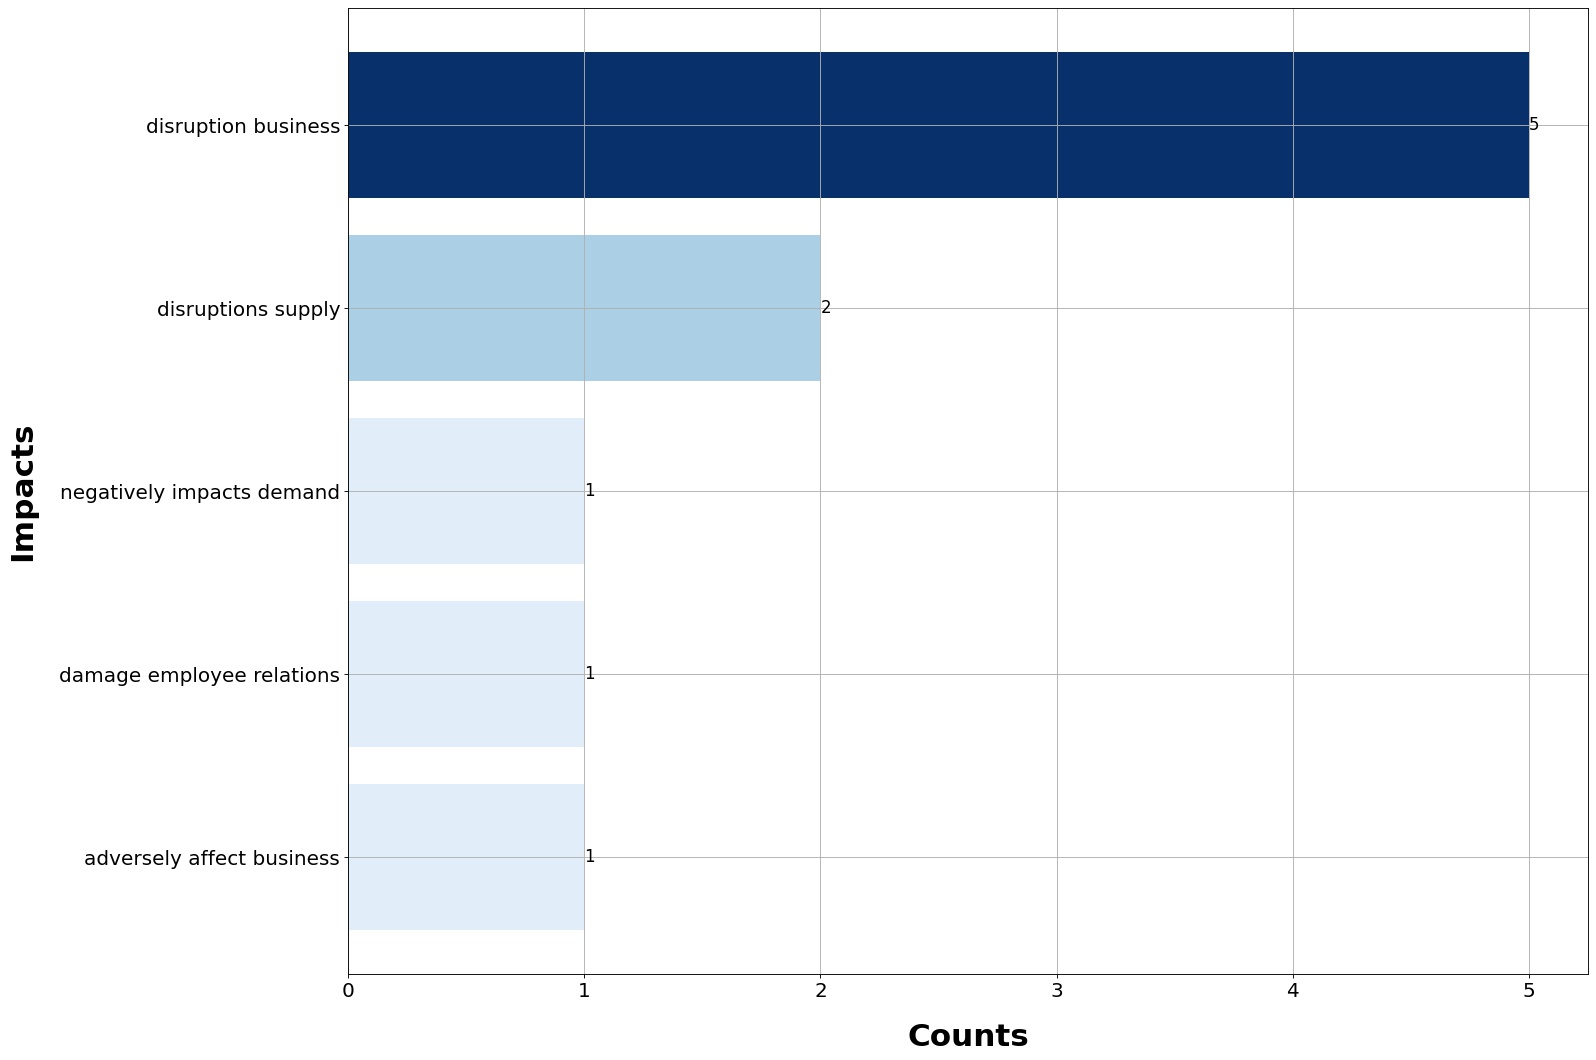 Impacts
disruption business
5
disruptions supply
2
negatively impacts demand
1
damage employee relations
1
adversely affect business
1
0 1 2 3 4 5
Counts